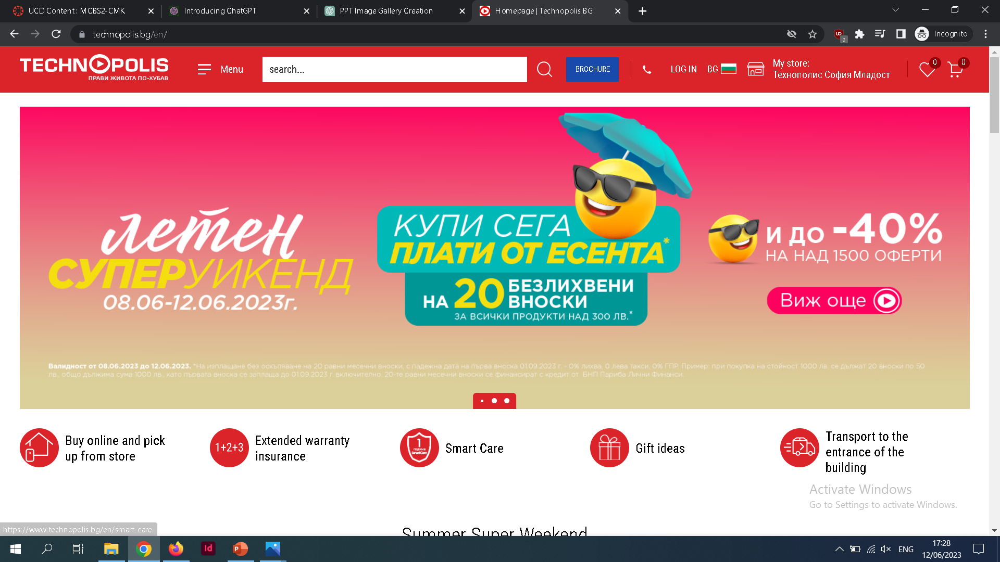 UCD Content : MCBS2-CMK
Introducing ChatGPT
PPT Image Gallery Creation
Homepage | Technopolis BG
technopolis.bg/en/
2
Incognito
TECHNOPOLIS
ПРАВИ ЖИВОТА ПО-ХУБАВ
Menu
search...
BROCHURE
LOG IN
BG
My store:
Технополис София Младост
0
0
летен
СУПЕРУИКЕНД
08.06-12.06.2023г.
КУПИ СЕГА
ПЛАТИ ОТ ЕСЕНТА*
НА 20 БЕЗЛИХВЕНИ
ВНОСКИ
ЗА ВСИЧКИ ПРОДУКТИ НАД 300 ЛВ.*
И ДО -40%
НА НАД 1500 ОФЕРТИ
Виж още
Валидност от 08.06.2023 до 12.06.2023. *На изплащане без оскъпяване на 20 равни месечни вноски, с падежна дата на първа вноска 01.09.2023 г. - 0% лихва, 0 лева такси, 0% ГПР. Пример: при покупка на стойност 1000 лв. се дължат 20 вноски по 50
лв., общо дължима сума 1000 лв., като първата вноска се заплаща до 01.09.2023 г. включително. 20-те равни месечни вноски се финансират с кредит от БНП Париба Лични Финанси.
Buy online and pick
up from store
1+2+3
Extended warranty
insurance
1
година
SmartCare
Smart Care
Gift ideas
Transport to the
entrance of the
building
Activate Windows
Go to Settings to activate Windows.
https://www.technopolis.bg/en/smart-care
Summer Super Weekend
Id
P
ENG
17:28
12/06/2023